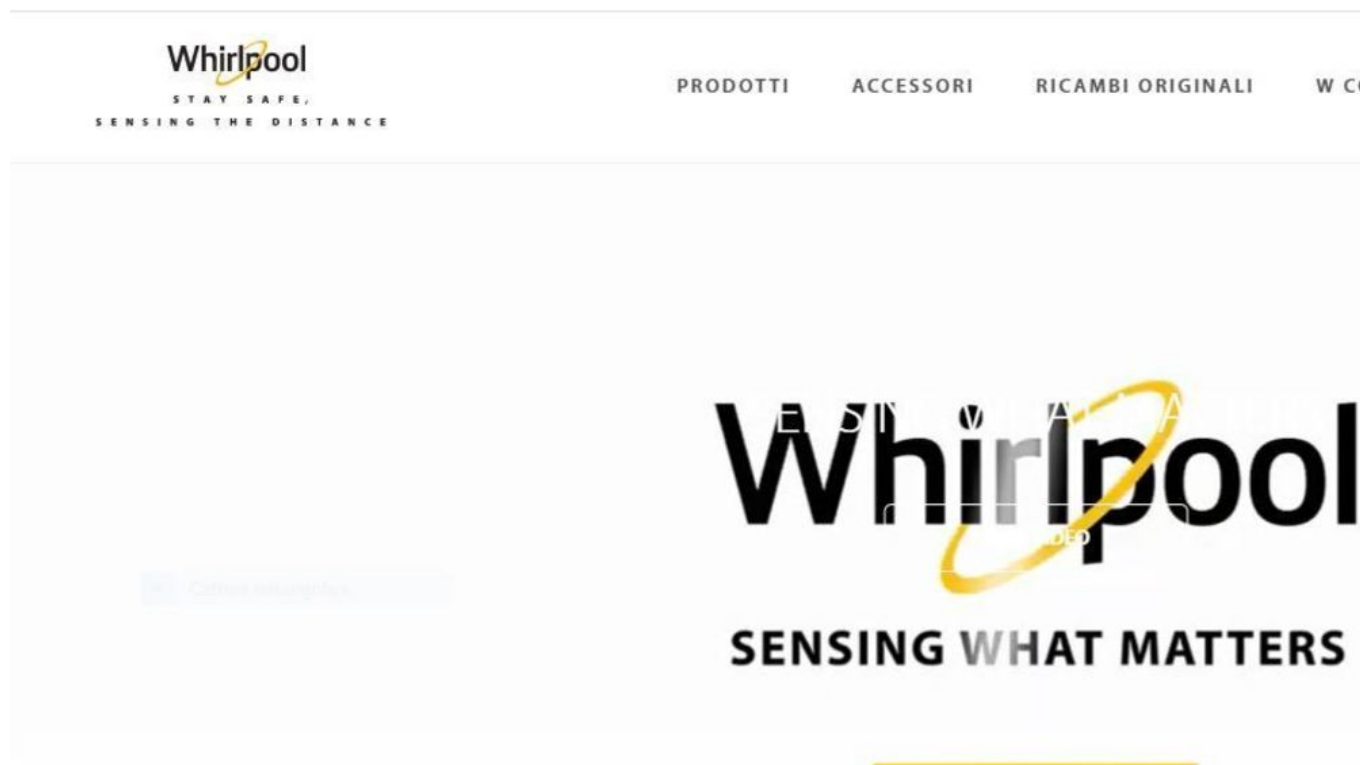 Whirlpool
STAY SAFE,
SENSING THE DISTANCE
PRODOTTI ACCESSORI RICAMBI ORIGINALI W
Whirlpool
SENSING WHAT MATTERS